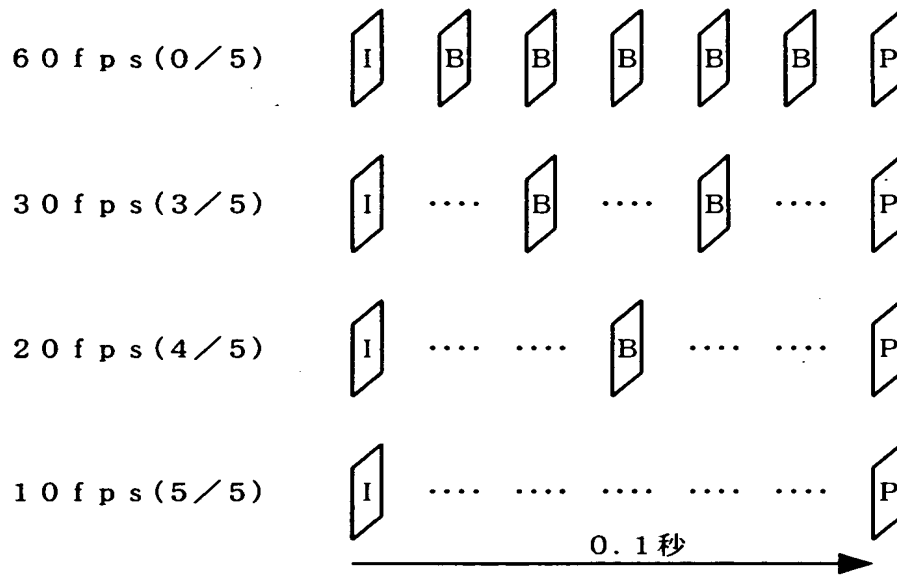 60fps(0／5) I B B B B B P
30fps(3／5) I ‥‥ B ‥‥ B ‥‥ P
20fps(4／5) I ‥‥ ‥‥ B ‥‥ ‥‥ P
10fps(5／5) I ‥‥ ‥‥ ‥‥ ‥‥ ‥‥ P
0.1秒